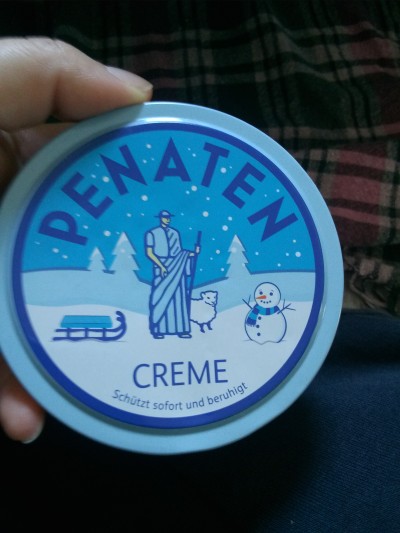 PENATEN
CREME
Schützt sofort und beruhigt